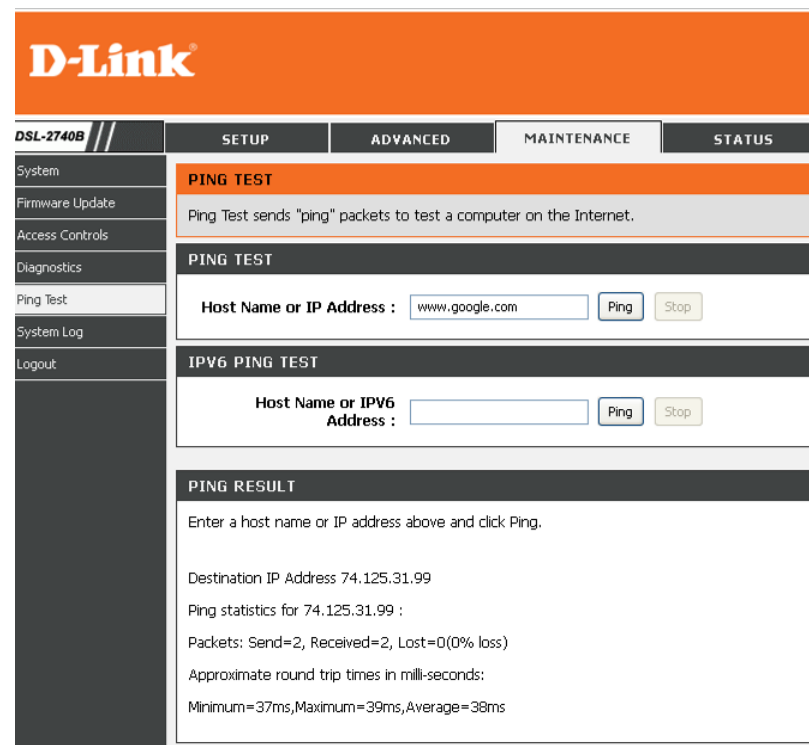 D-Link
DSL-2740B
SETUP
ADVANCED
MAINTENANCE
STATUS
System
Firmware Update
Access Controls
Diagnostics
Ping Test
System Log
Logout
PING TEST
Ping Test sends "ping" packets to test a computer on the Internet.
PING TEST
Host Name or IP Address : www.google.com Ping Stop
IPV6 PING TEST
Host Name or IPV6
Address : Ping Stop
PING RESULT
Enter a host name or IP address above and click Ping.
Destination IP Address 74.125.31.99
Ping statistics for 74.125.31.99 :
Packets: Send=2, Received=2, Lost=0(0% loss)
Approximate round trip times in milli-seconds:
Minimum=37ms,Maximum=39ms,Average=38ms